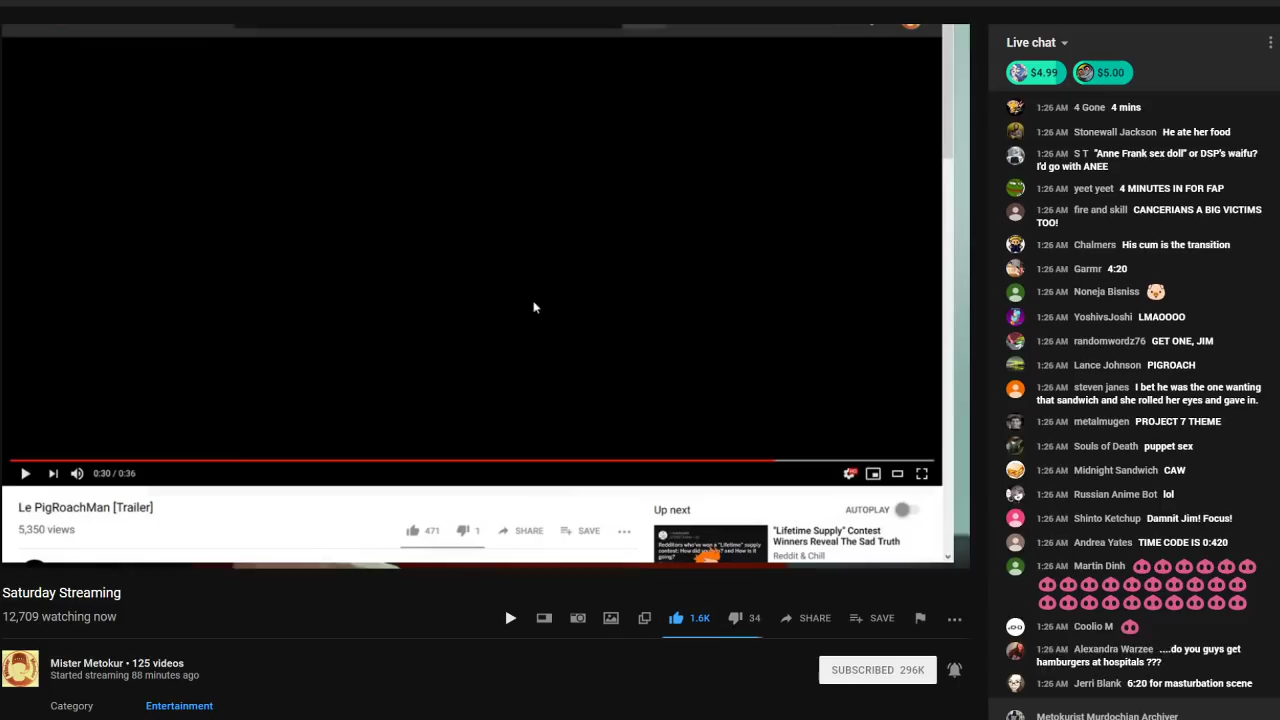 0:30 / 0:36
Le PigRoachMan [Trailer]
5,350 views
471
1
SHARE
SAVE
Up next
AUTOPLAY
Redditors who've won a "Lifetime" supply
contest: How did
"Lifetime Supply" Contest
Winners Reveal The Sad Truth
Reddit & Chill
Saturday Streaming
12,709 watching now
1.6K
34
SHARE
SAVE
Mister Metokur • 125 videos
Started streaming 88 minutes ago
SUBSCRIBED 296K
Category
Entertainment
Live chat
$4.99
$5.00
1:26 AM 4 Gone 4 mins
1:26 AM Stonewall Jackson He ate her food
1:26 AM S T "Anne Frank sex doll" or DSP's waifu?
I'd go with ANEE
1:26 AM yeet yeet 4 MINUTES IN FOR FAP
1:26 AM fire and skill CANCERIANS A BIG VICTIMS
TOO!
1:26 AM Chalmers His cum is the transition
1:26 AM Garmr 4:20
1:26 AM Noneja Bisniss
1:26 AM YoshivsJoshi LMAOOOO
1:26 AM randomwordz76 GET ONE, JIM
1:26 AM Lance Johnson PIGROACH
1:26 AM steven janes I bet he was the one wanting
that sandwich and she rolled her eyes and gave in.
1:26 AM metalmugen PROJECT 7 THEME
1:26 AM Souls of Death puppet sex
1:26 AM Midnight Sandwich CAW
1:26 AM Russian Anime Bot lol
1:26 AM Shinto Ketchup Damnit Jim! Focus!
1:26 AM Andrea Yates TIME CODE IS 0:420
1:26 AM Martin Dinh
1:26 AM Coolio M
1:26 AM Alexandra Warzee ....do you guys get
hamburgers at hospitals ???
1:26 AM Jerri Blank 6:20 for masturbation scene
Metokurist Murdochian Archiver